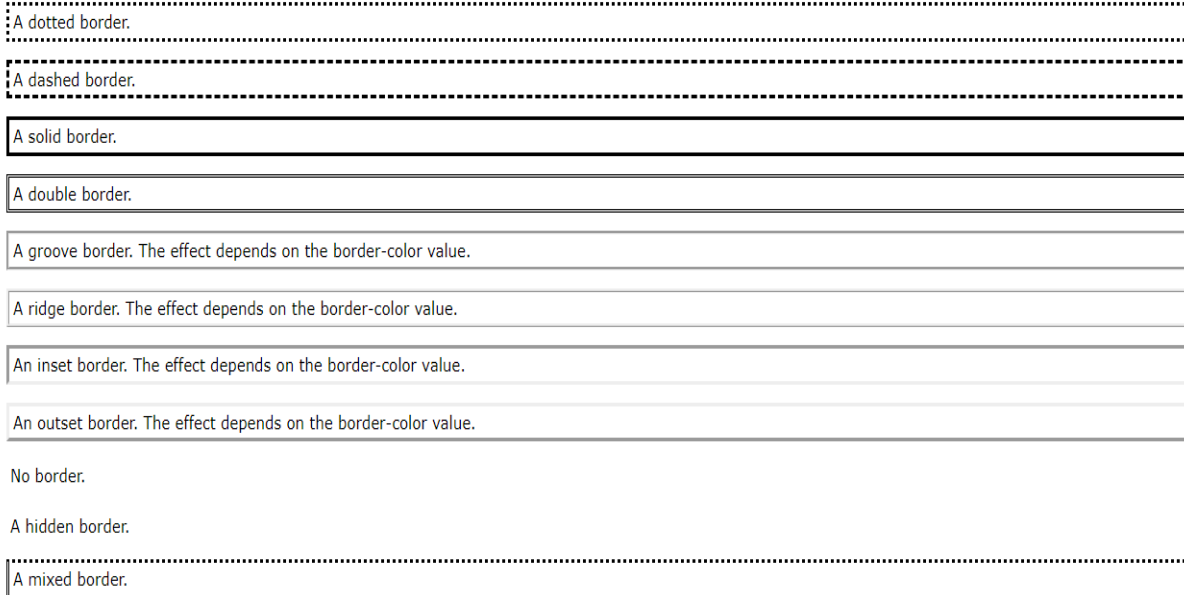 A dotted border.
A dashed border.
A solid border.
A double border.
A groove border. The effect depends on the border-color value.
A ridge border. The effect depends on the border-color value.
An inset border. The effect depends on the border-color value.
An outset border. The effect depends on the border-color value.
No border.
A hidden border.
A mixed border.